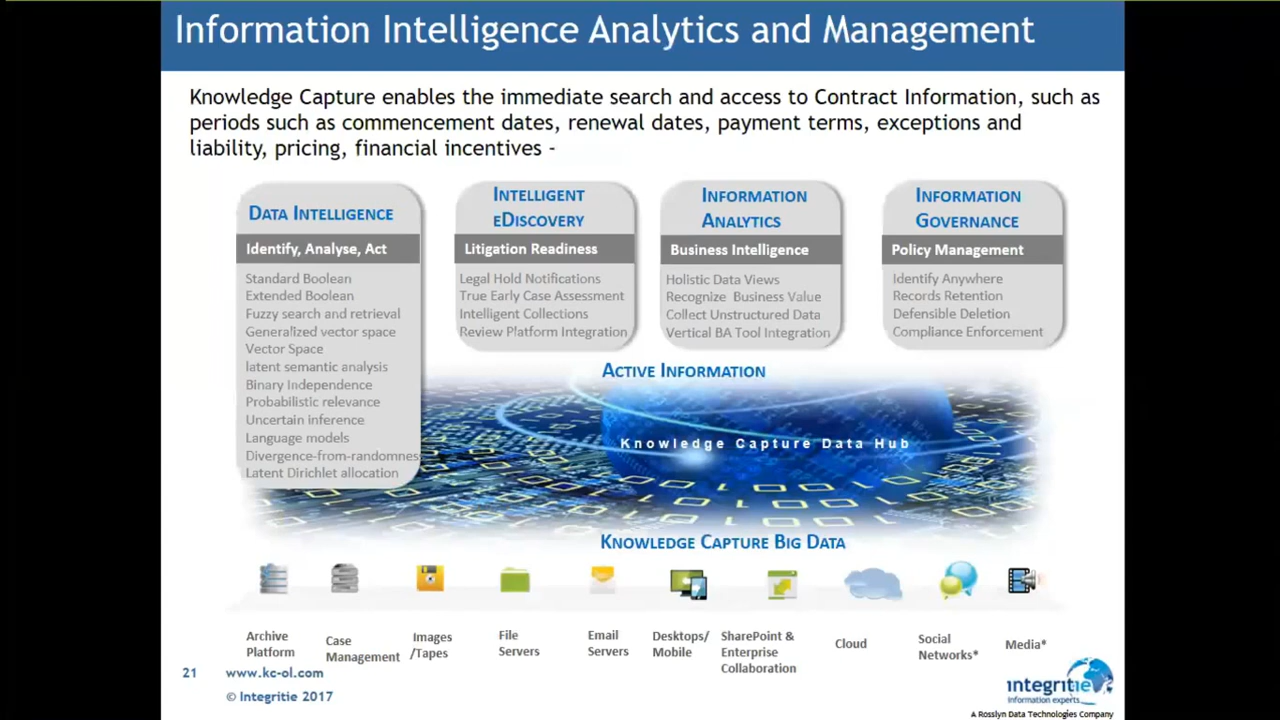 Information Intelligence Analytics and Management
Knowledge Capture enables the immediate search and access to Contract Information, such as
periods such as commencement dates, renewal dates, payment terms, exceptions and
liability, pricing, financial incentives -
DATA INTELLIGENCE
Identify, Analyse, Act
Standard Boolean
Extended Boolean
Fuzzy search and retrieval
Generalized vector space
Vector Space
latent semantic analysis
Binary Independence
Probabilistic relevance
Uncertain inference
Language models
Divergence-from-randomnes
Latent Dirichlet allocation
INTELLIGENT
EDISCOVERY
Litigation Readiness
Legal Hold Notifications
True Early Case Assessment
Intelligent Collections
Review Platform Integration
INFORMATION
ANALYTICS
Business Intelligence
Holistic Data Views
Recognize Business Value
Collect Unstructured Data
Vertical BA Tool Integration
INFORMATION
GOVERNANCE
Policy Management
Identify Anywhere
Records Retention
Defensible Deletion
Compliance Enforcement
ACTIVE INFORMATION
Knowledge Capture Data Hub
KNOWLEDGE CAPTURE BIG DATA
Archive
Platform
Case
Management
Images
/Tapes
File
Servers
Email
Servers
Desktops/
Mobile
SharePoint &
Enterprise
Collaboration
Cloud
Social
Networks*
Media*
21
www.kc-ol.com
© Integritie 2017
integritie
information experts
A Rosslyn Data Technologies Company